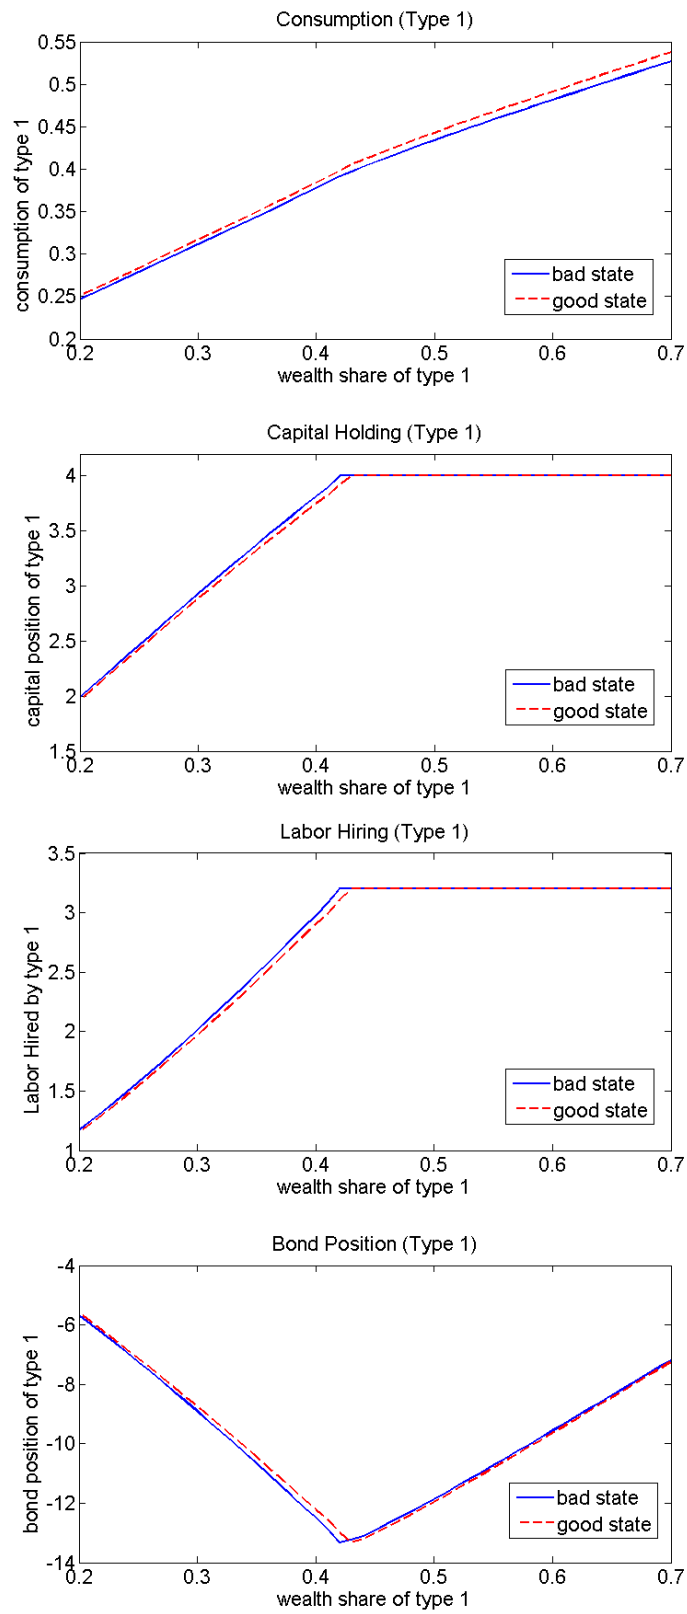 Consumption (Type 1)
0.55
0.5
0.45
0.4
0.35
0.3
0.25
0.2
consumption of type 1
0.2 0.3 0.4 0.5 0.6 0.7
wealth share of type 1
bad state
good state
Capital Holding (Type 1)
4
3.5
3
2.5
2
1.5
capital position of type 1
0.2 0.3 0.4 0.5 0.6 0.7
wealth share of type 1
bad state
good state
Labor Hiring (Type 1)
3.5
3
2.5
2
1.5
1
Labor Hired by type 1
0.2 0.3 0.4 0.5 0.6 0.7
wealth share of type 1
bad state
good state
Bond Position (Type 1)
-4
-6
-8
-10
-12
-14
bond position of type 1
0.2 0.3 0.4 0.5 0.6 0.7
wealth share of type 1
bad state
good state